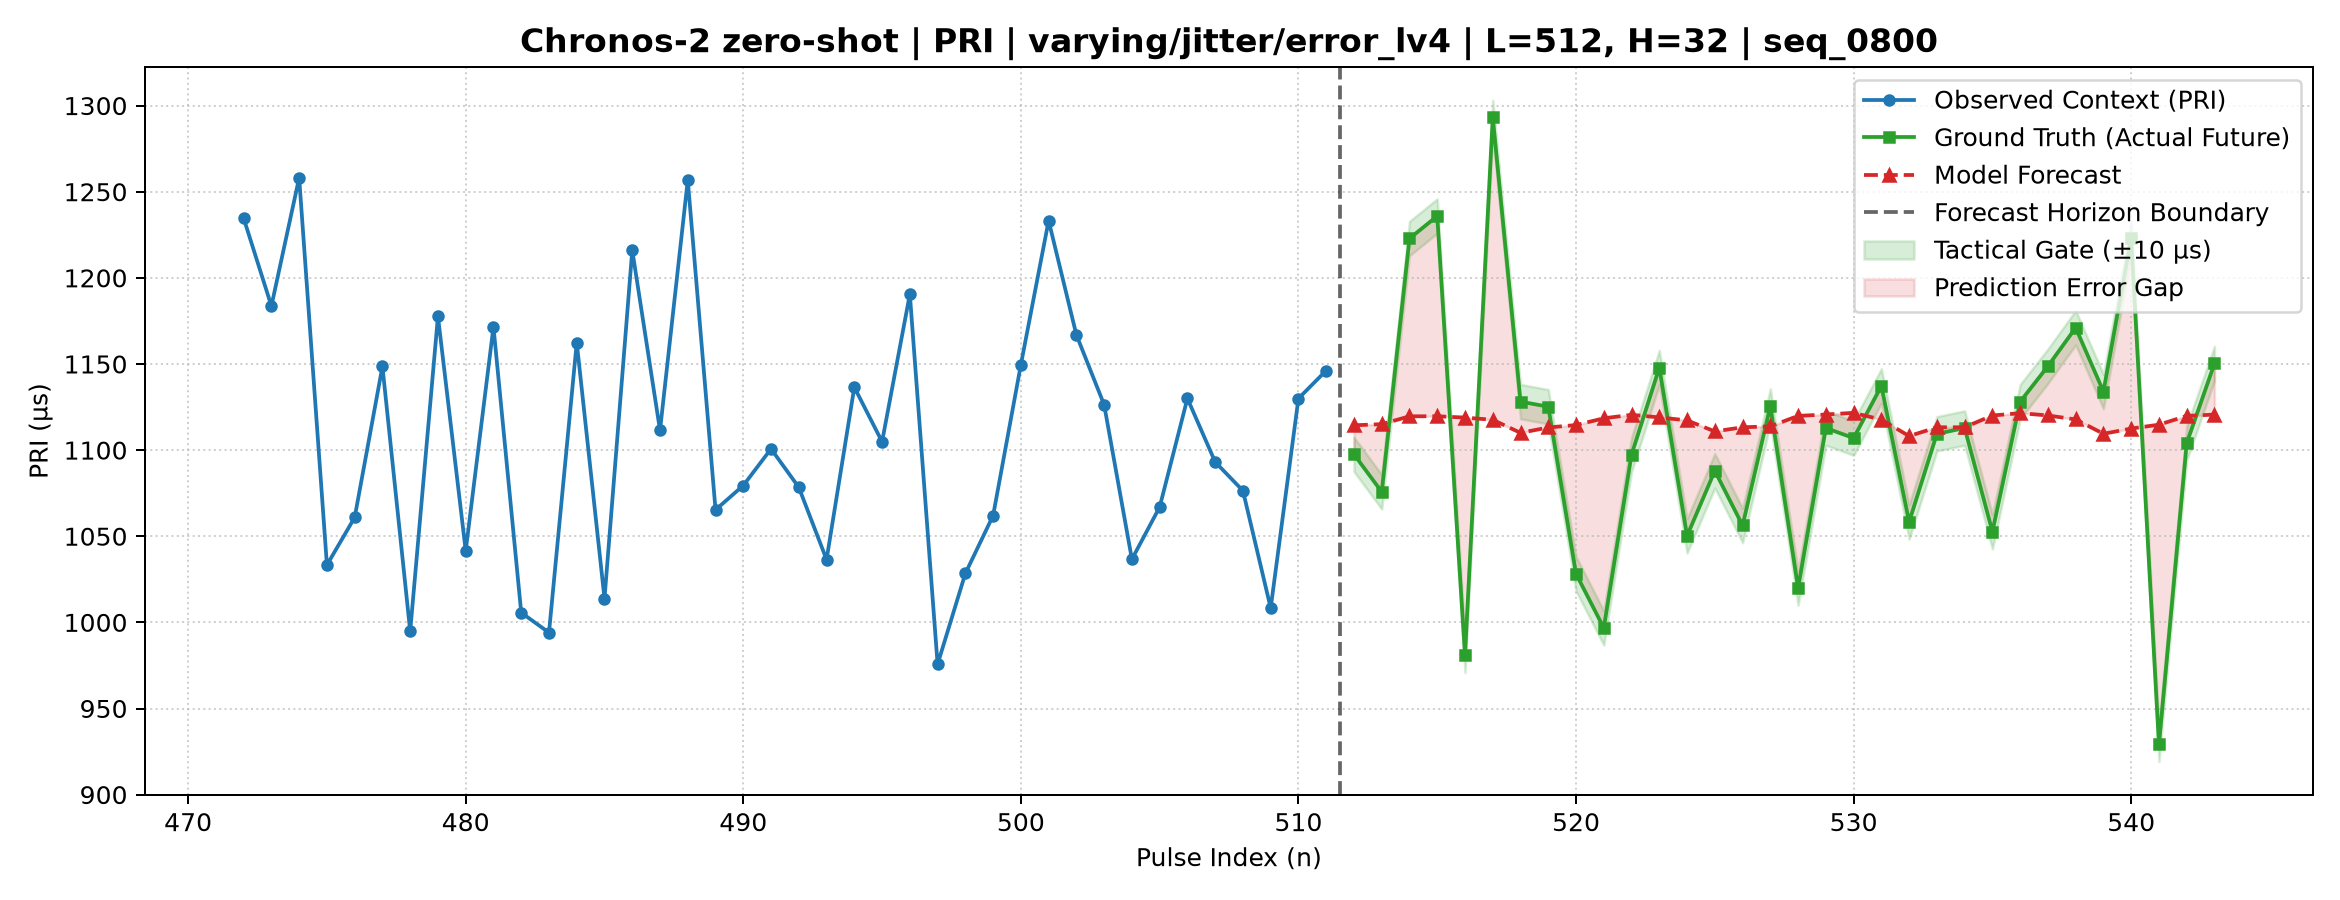 Chronos-2 zero-shot | PRI | varying/jitter/error_lv4 | L=512, H=32 | seq_0800
PRI (µs)
1300
1250
1200
1150
1100
1050
1000
950
900
Observed Context (PRI)
Ground Truth (Actual Future)
Model Forecast
Forecast Horizon Boundary
Tactical Gate (±10 µs)
Prediction Error Gap
470
480
490
500
510
520
530
540
Pulse Index (n)